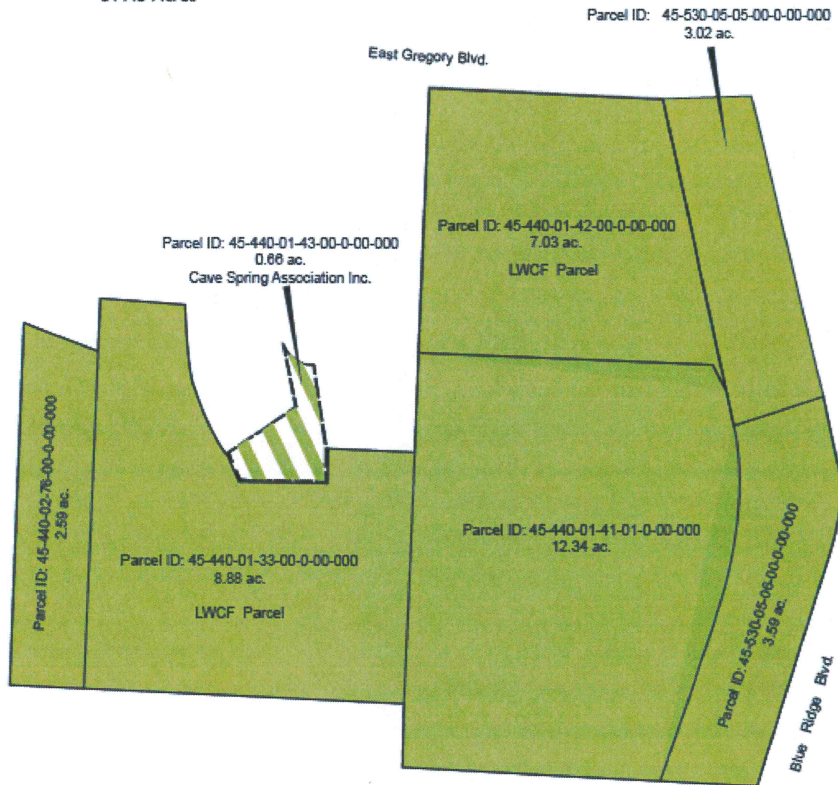 Parcel ID: 45-530-05-05-00-0-00-000
3.02 ac.
East Gregory Blvd.
Parcel ID: 45-440-01-42-00-0-00-000
7.03 ac.
LWCF Parcel
Parcel ID: 45-440-01-43-00-0-00-000
0.66 ac.
Cave Spring Association Inc.
Parcel ID: 45-440-02-76-00-0-00-000
2.59 ac.
Parcel ID: 45-440-01-33-00-0-00-000
8.88 ac.
LWCF Parcel
Parcel ID: 45-440-01-41-01-0-00-000
12.34 ac.
Parcel ID: 45-530-05-06-00-0-00-000
3.59 ac.
Blue Ridge Blvd.